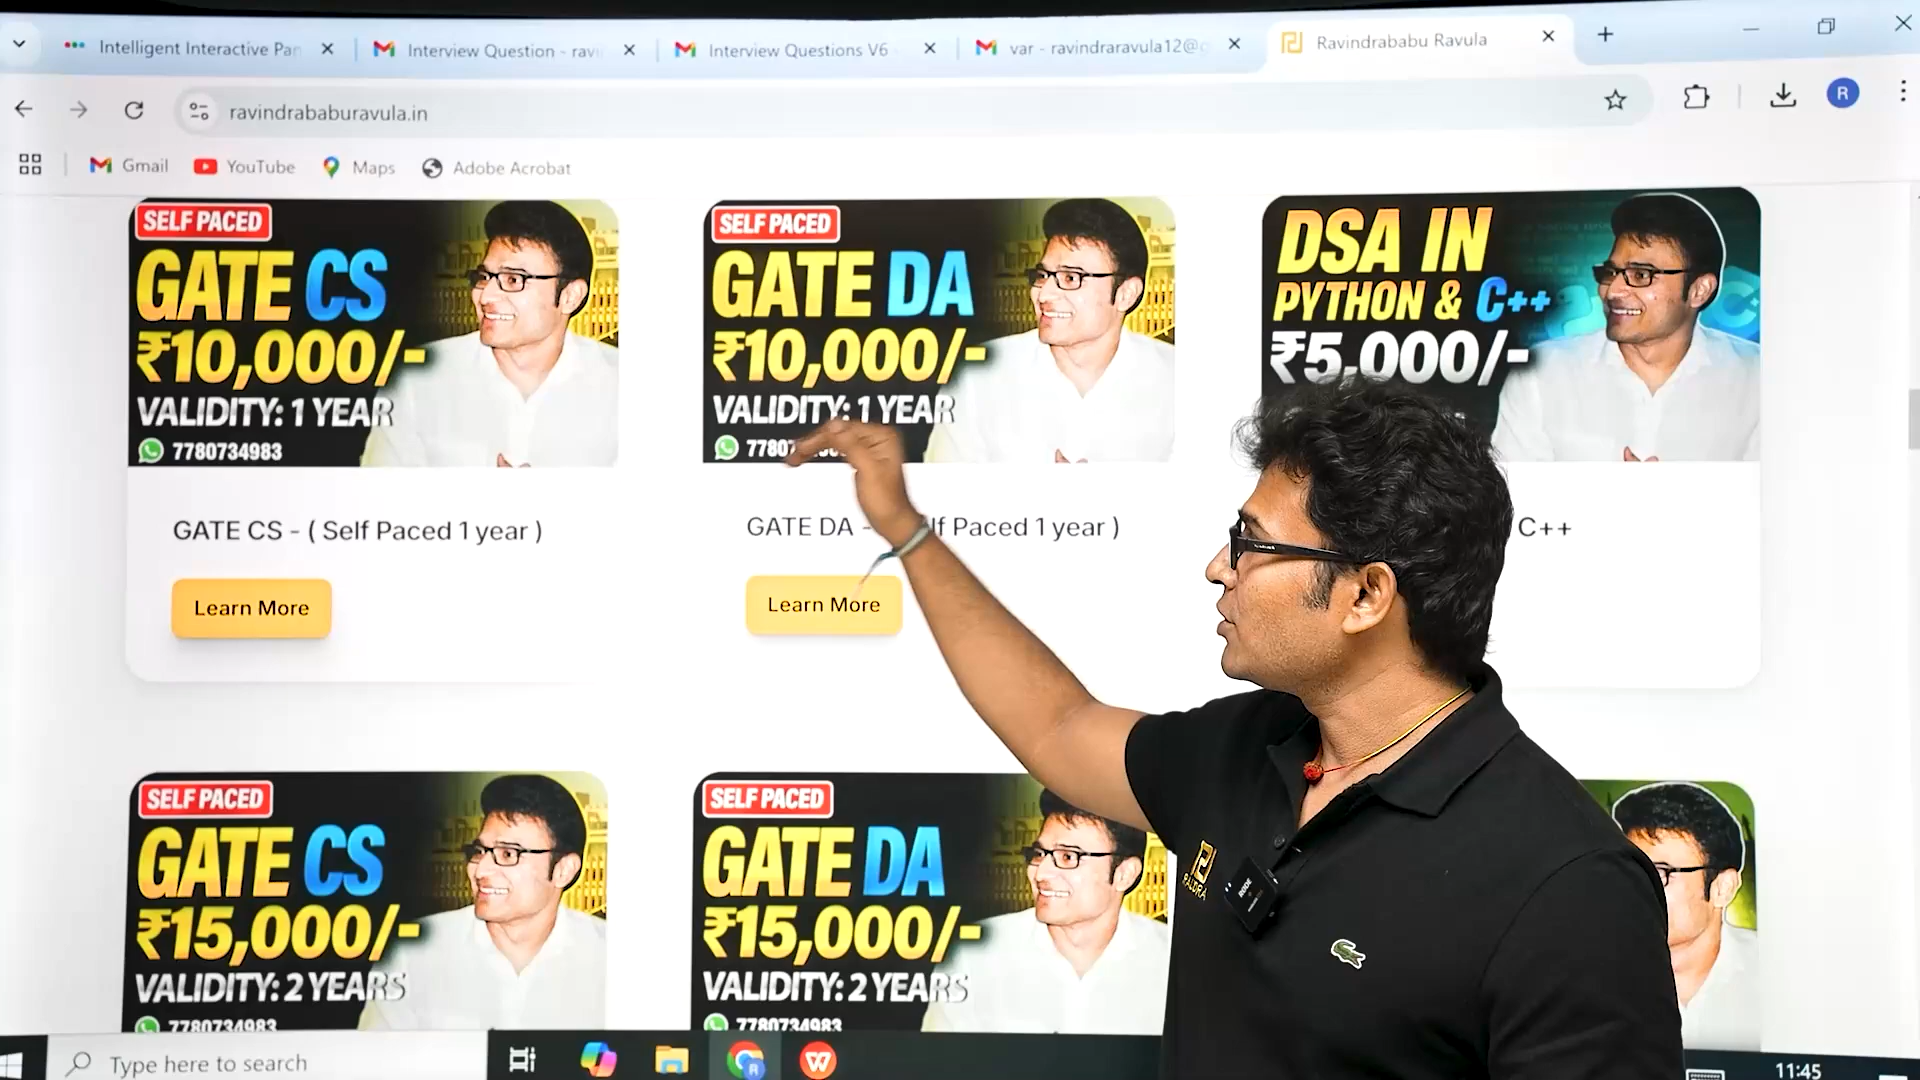 Intelligent Interactive Pan
Interview Question - ravi
Interview Questions V6
var - ravindraravula12@g
Ravindrababu Ravula
ravindrababuravula.in
R
Gmail
YouTube
Maps
Adobe Acrobat
SELF PACED
GATE CS
₹10,000/-
VALIDITY: 1 YEAR
7780734983
GATE CS - ( Self Paced 1 year )
Learn More
SELF PACED
GATE DA
₹10,000/-
VALIDITY: 1 YEAR
GATE DA - lf Paced 1 year )
Learn More
DSA IN
PYTHON & C++
₹5,000/-
C++
SELF PACED
GATE CS
₹15,000/-
VALIDITY: 2 YEARS
7780734983
SELF PACED
GATE DA
₹15,000/-
VALIDITY: 2 YEARS
7780734983
RODE
Type here to search
11:45